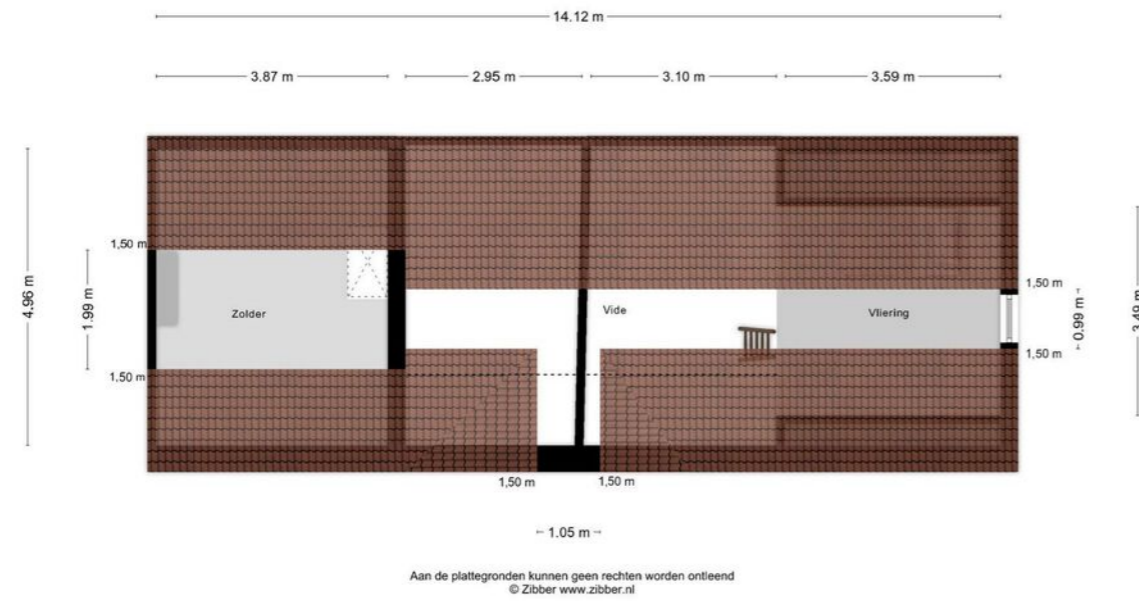 14.12 m
3.87 m
2.95 m
3.10 m
3.59 m
1,50 m
4.96 m
1.99 m
Zolder
Vide
Vliering
1,50 m
0.99 m
3.49 m
1,50 m
1,50 m
1,50 m
1,50 m
1.05 m
Aan de plattegronden kunnen geen rechten worden ontleend
© Zibber www.zibber.nl